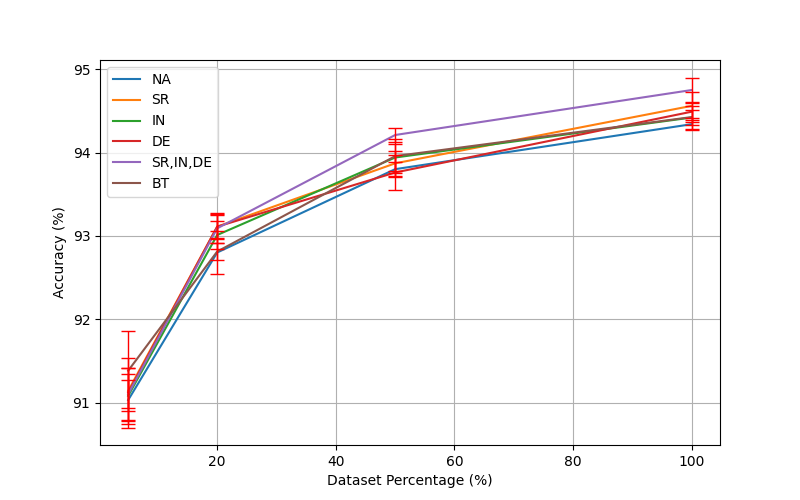 95
94
93
92
91
Accuracy (%)
NA
SR
IN
DE
SR,IN,DE
BT
20
40
60
80
100
Dataset Percentage (%)